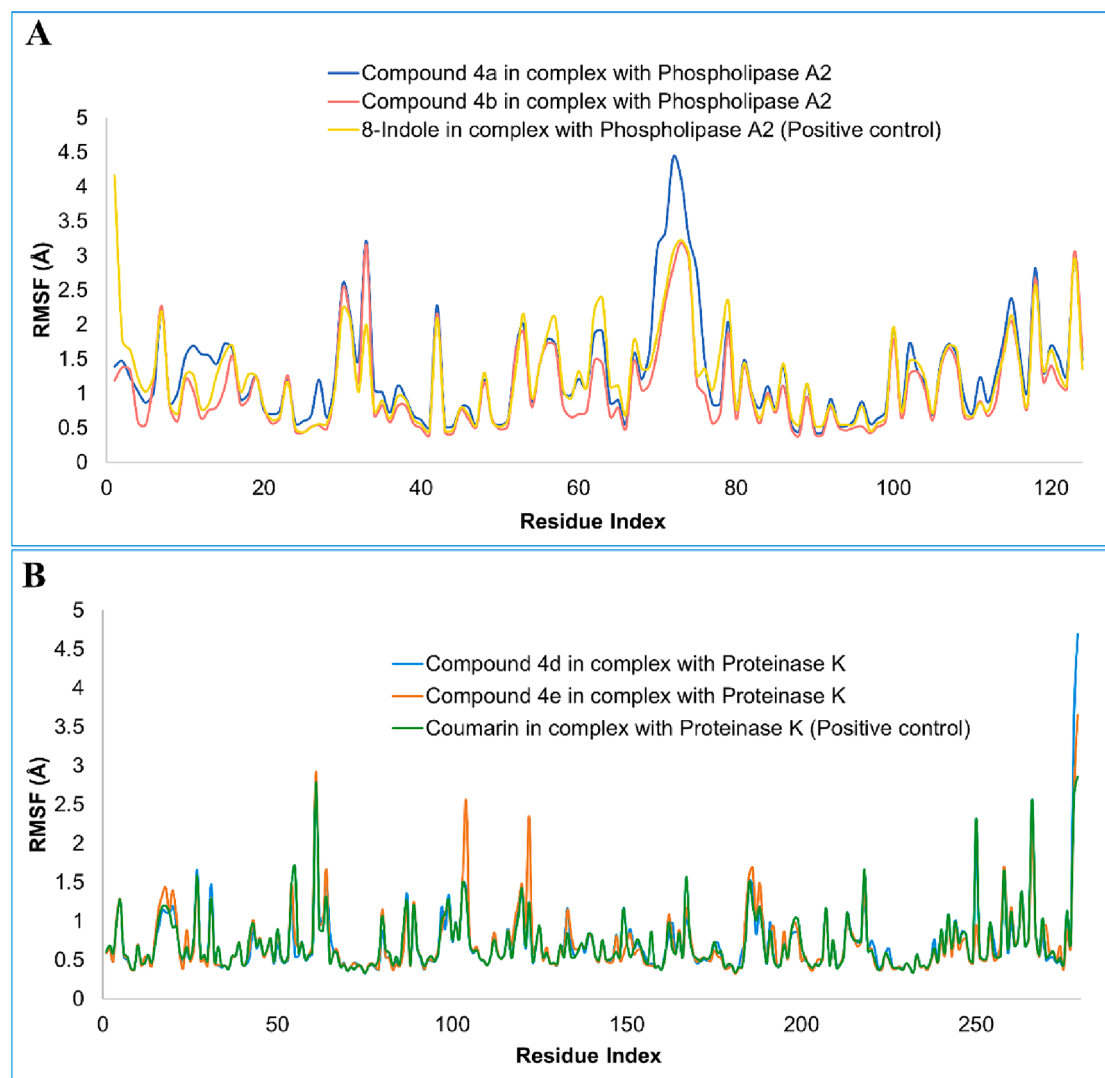 A
Compound 4a in complex with Phospholipase A2
Compound 4b in complex with Phospholipase A2
8-Indole in complex with Phospholipase A2 (Positive control)
5
4.5
4
3.5
3
2.5
2
1.5
1
0.5
0
RMSF (Å)
0 20 40 60 80 100 120
Residue Index
B
Compound 4d in complex with Proteinase K
Compound 4e in complex with Proteinase K
Coumarin in complex with Proteinase K (Positive control)
5
4.5
4
3.5
3
2.5
2
1.5
1
0.5
0
RMSF (Å)
0 50 100 150 200 250
Residue Index